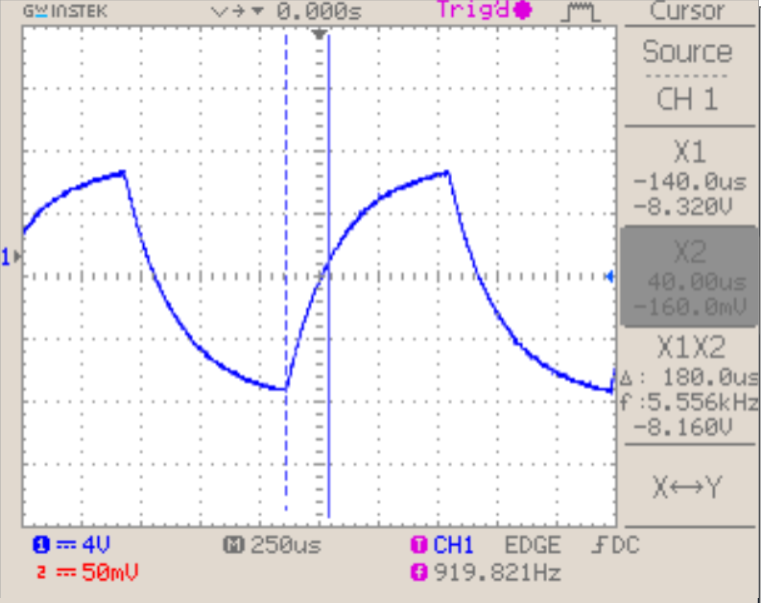 GW INSTEK 0.000s Trig'd Cursor
Source
CH 1
X1
-140.0us
-8.320V
1
X2
40.00us
-160.0mV
X1X2
Δ: 180.0us
f:5.556kHz
-8.160V
X↔Y
1 4V M 250us T CH1 EDGE DC
2 50mV f 919.821Hz